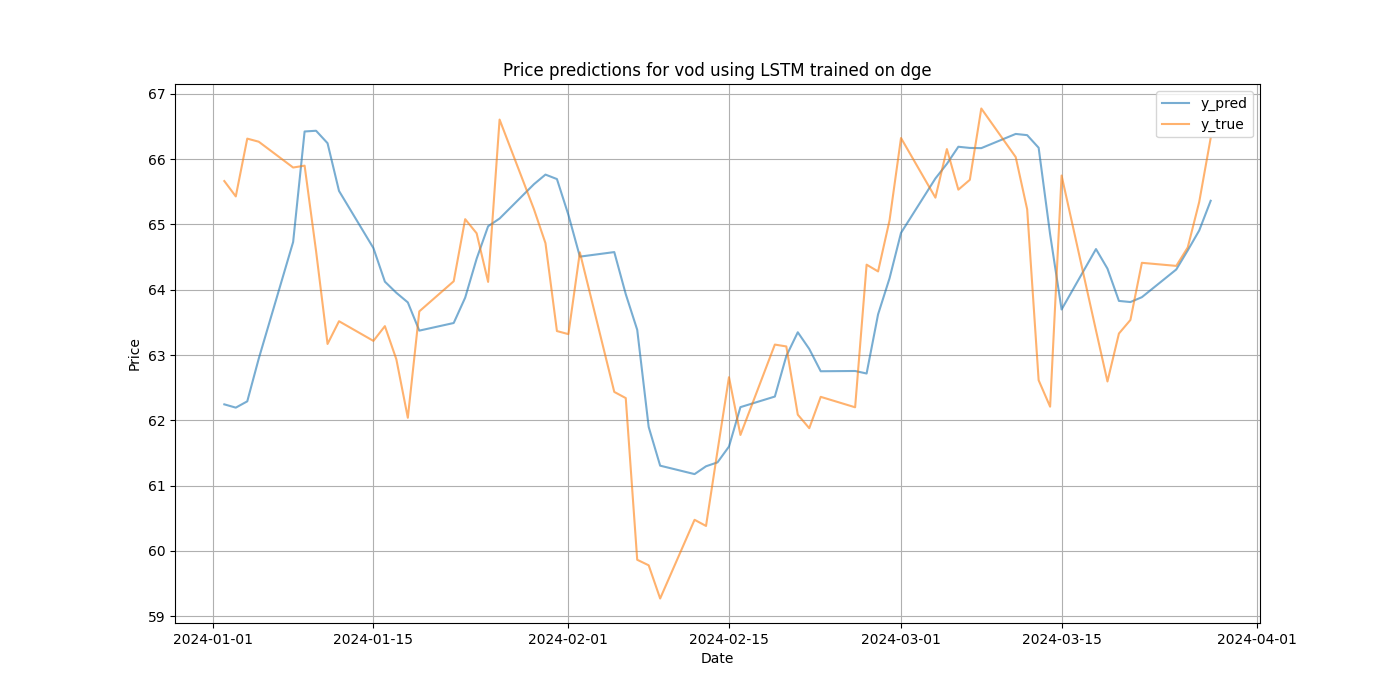 Price predictions for vod using LSTM trained on dge
67
66
65
64
63
62
61
60
59
Price
y_pred
y_true
2024-01-01 2024-01-15 2024-02-01 2024-02-15 2024-03-01 2024-03-15 2024-04-01
Date